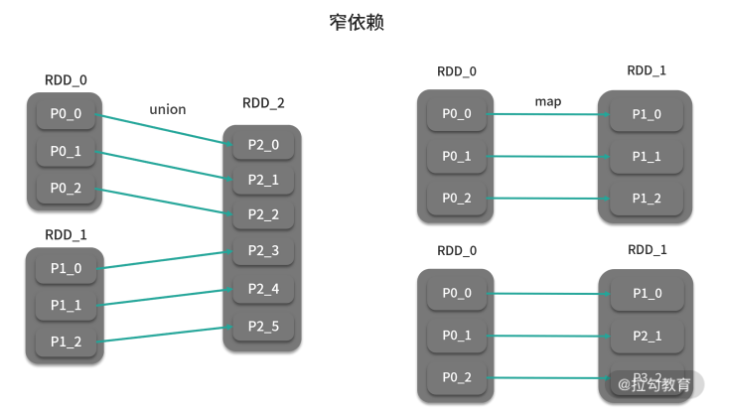 窄依赖
RDD_0
P0_0
P0_1
P0_2
RDD_1
P1_0
P1_1
P1_2
union
RDD_2
P2_0
P2_1
P2_2
P2_3
P2_4
P2_5
RDD_0
P0_0
P0_1
P0_2
map
RDD_1
P1_0
P1_1
P1_2
RDD_0
P0_0
P0_1
P0_2
RDD_1
P1_0
P2_1
P3_2
@拉勾教育